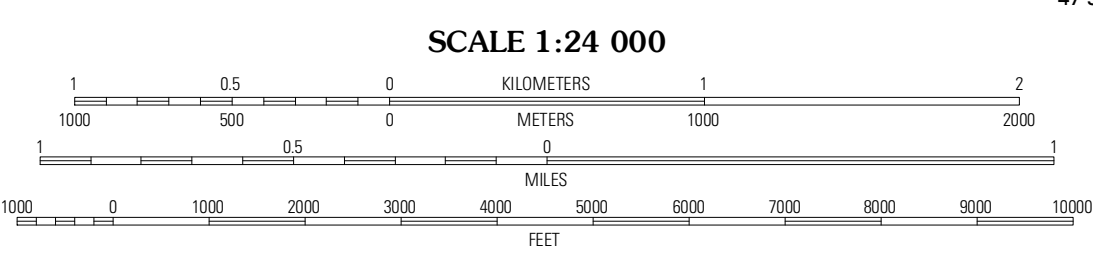 SCALE 1:24 000
1 0.5 0 KILOMETERS 1 2
1000 500 0 METERS 1000 2000
1 0.5 0 1
MILES
1000 0 1000 2000 3000 4000 5000 6000 7000 8000 9000 10000
FEET